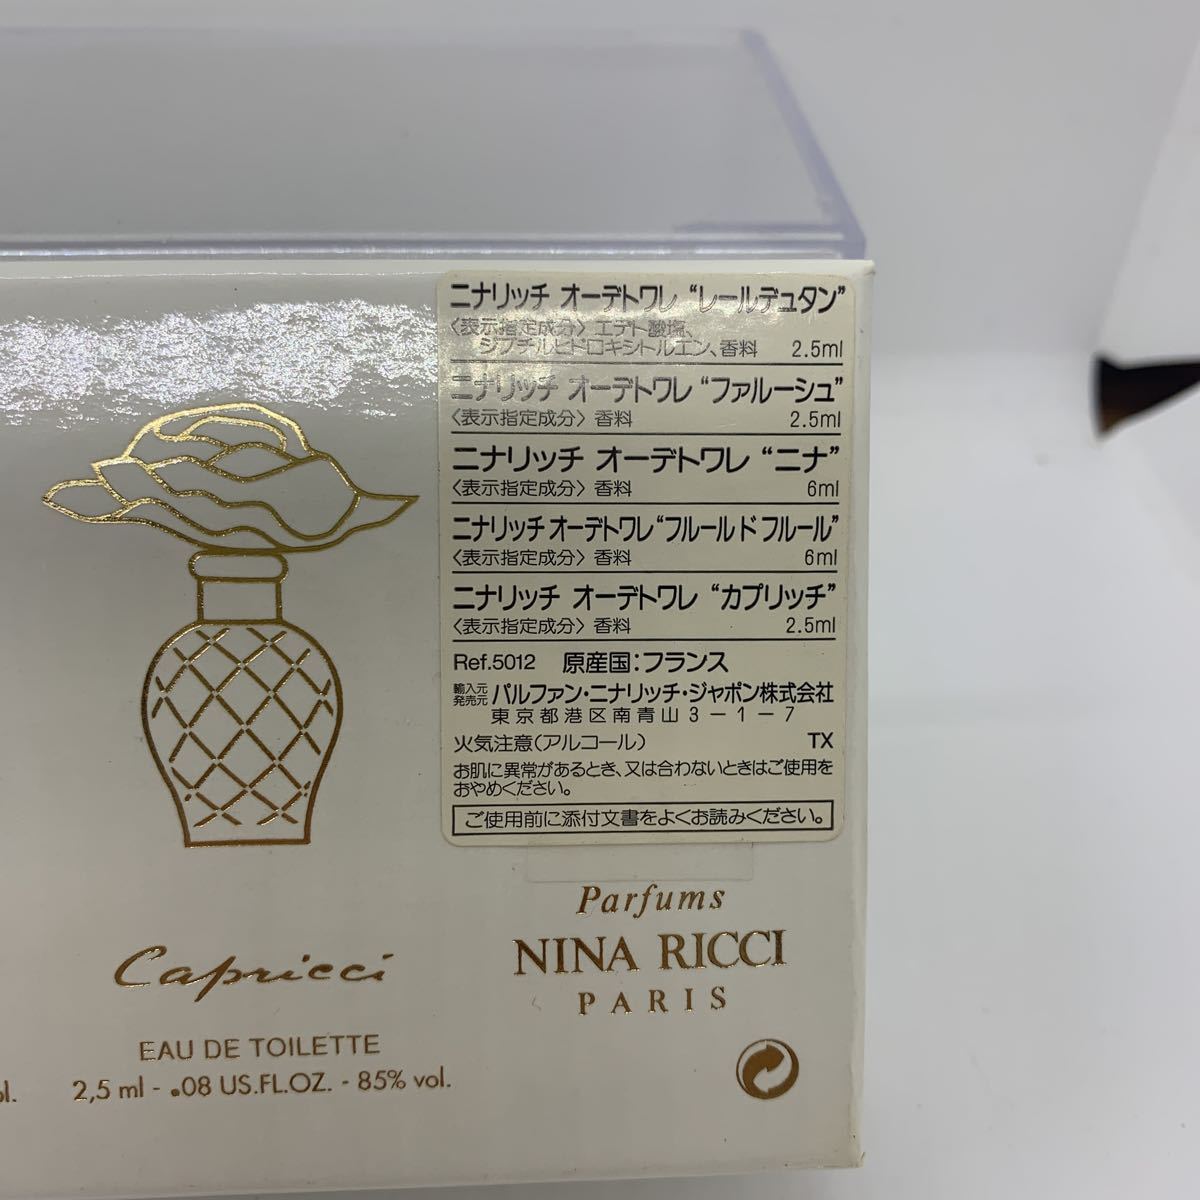 ニナリッチ オーデトワレ “レールデュタン”
〈表示指定成分〉エデト酸塩、
ジブチルヒドロキシトルエン、香料 2.5ml
ニナリッチ オーデトワレ “ファルーシュ”
〈表示指定成分〉香料 2.5ml
ニナリッチ オーデトワレ “ニナ”
〈表示指定成分〉香料 6ml
ニナリッチ オーデトワレ “フルールドフルール”
〈表示指定成分〉香料 6ml
ニナリッチ オーデトワレ “カプリッチ”
〈表示指定成分〉香料 2.5ml
Ref.5012 原産国：フランス
輸入元
発売元 パルファン・ニナリッチ・ジャポン株式会社
東京都港区南青山3－1－7
火気注意（アルコール） TX
お肌に異常があるとき、又は合わないときはご使用を
おやめください。
ご使用前に添付文書をよくお読みください。
Parfums
NINA RICCI
PARIS
Capricci
EAU DE TOILETTE
2,5 ml - .08 US.FL.OZ. - 85% vol.